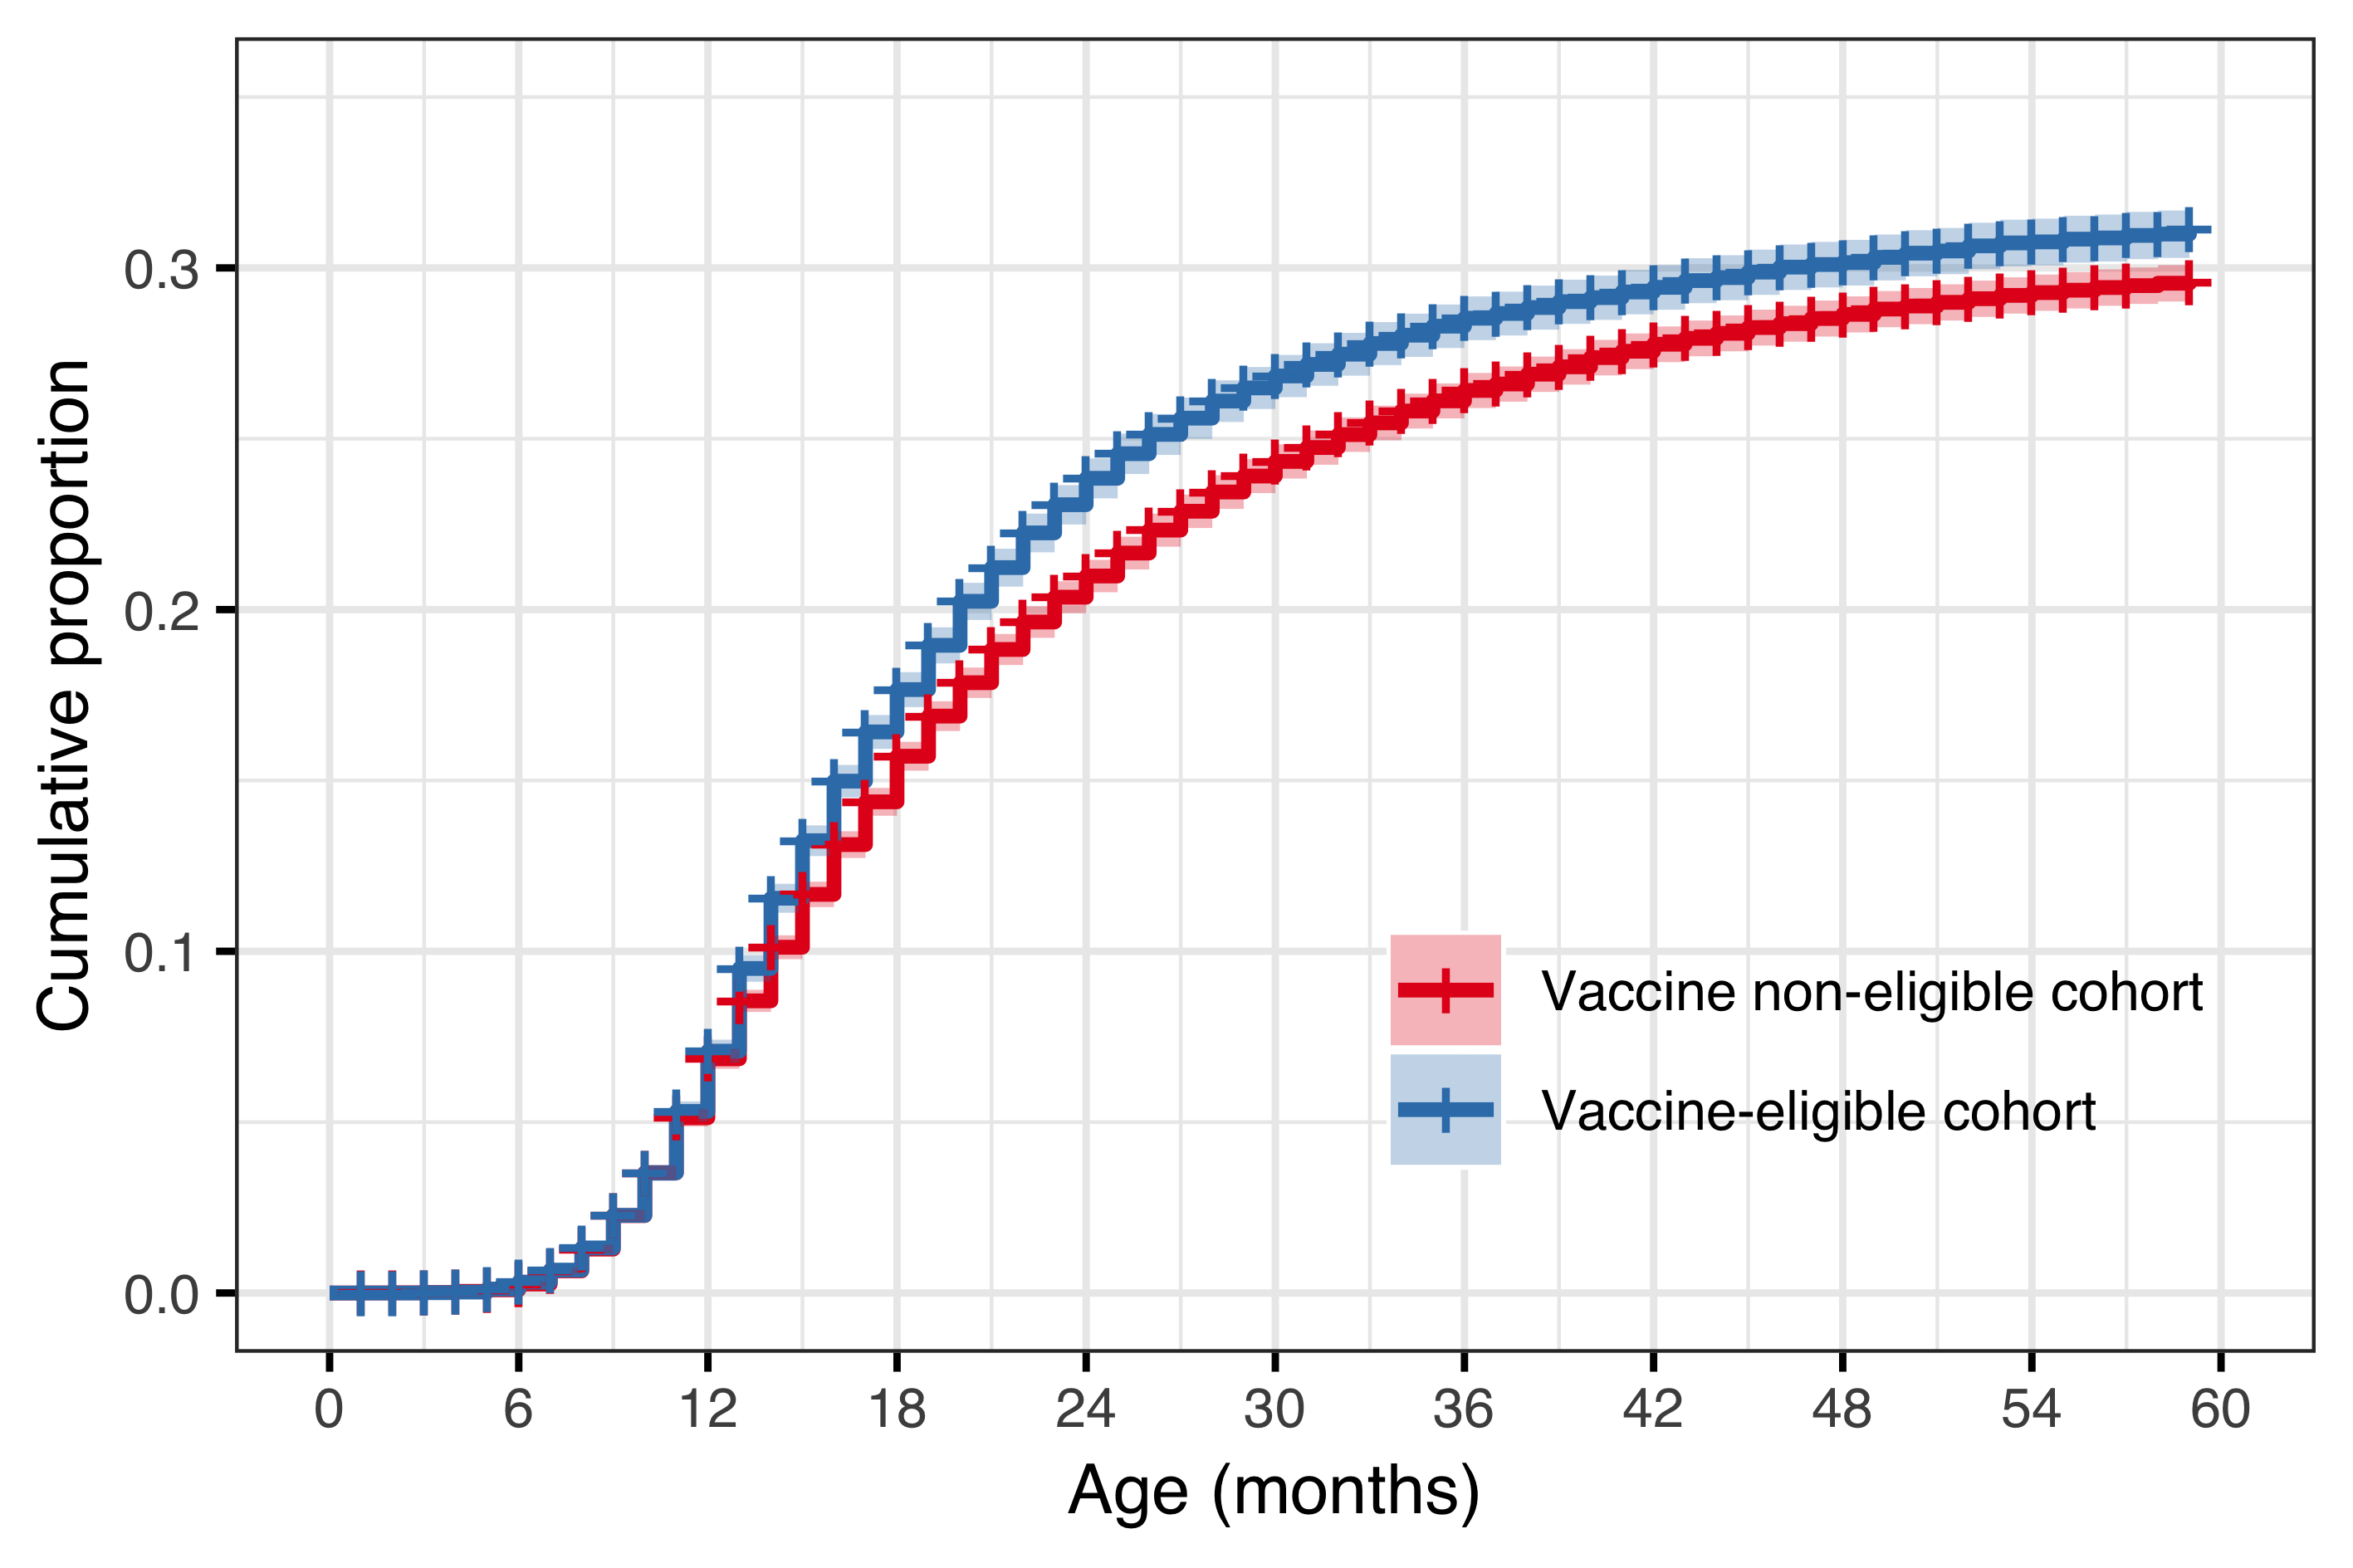 Cumulative proportion
0.3
0.2
0.1
0.0
Vaccine non-eligible cohort
Vaccine-eligible cohort
0 6 12 18 24 30 36 42 48 54 60
Age (months)